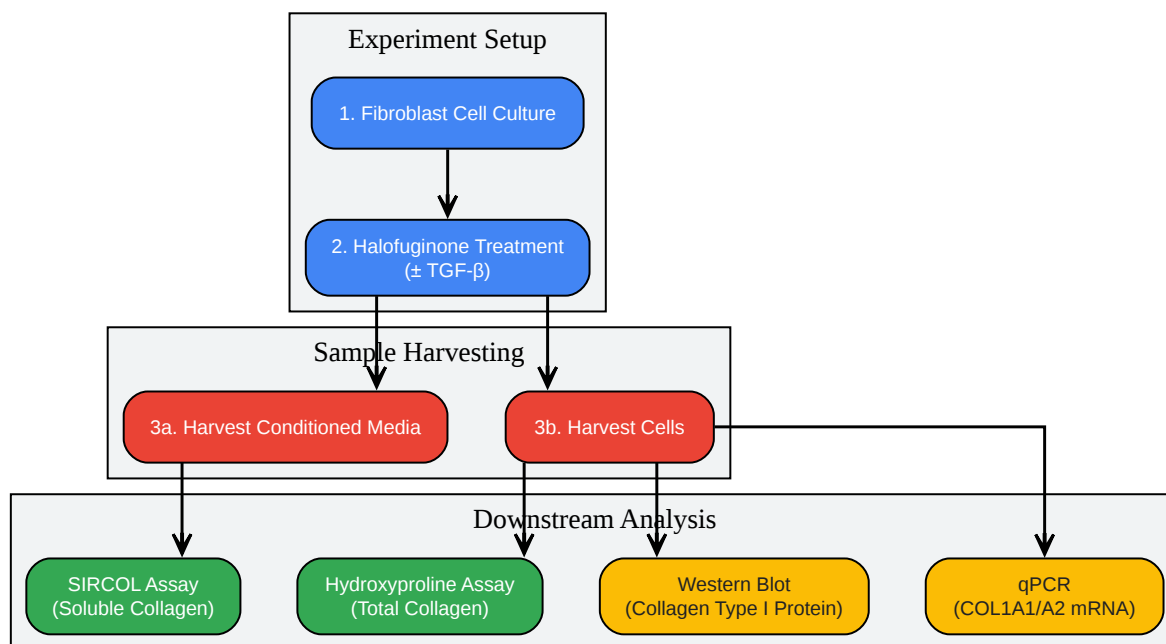 Experiment Setup
1. Fibroblast Cell Culture
2. Halofuginone Treatment
(± TGF-β)
Sample Harvesting
3a. Harvest Conditioned Media
3b. Harvest Cells
Downstream Analysis
SIRCOL Assay
(Soluble Collagen)
Hydroxyproline Assay
(Total Collagen)
Western Blot
(Collagen Type I Protein)
qPCR
(COL1A1/A2 mRNA)